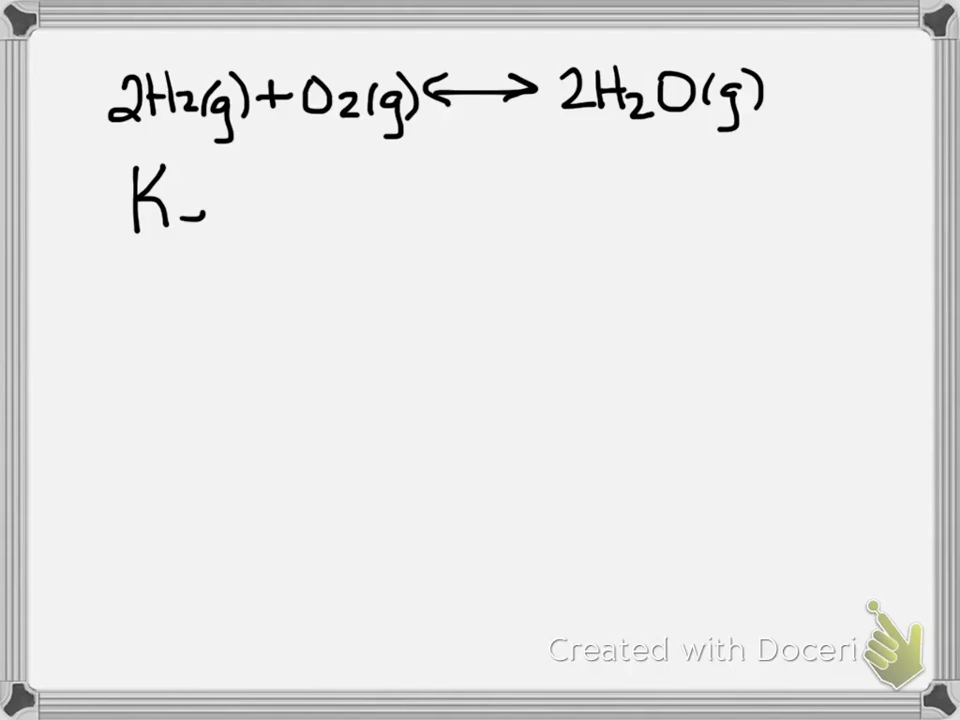 2H₂(g)+O₂(g)⟷ 2H₂O(g)
K-
Created with Doceri